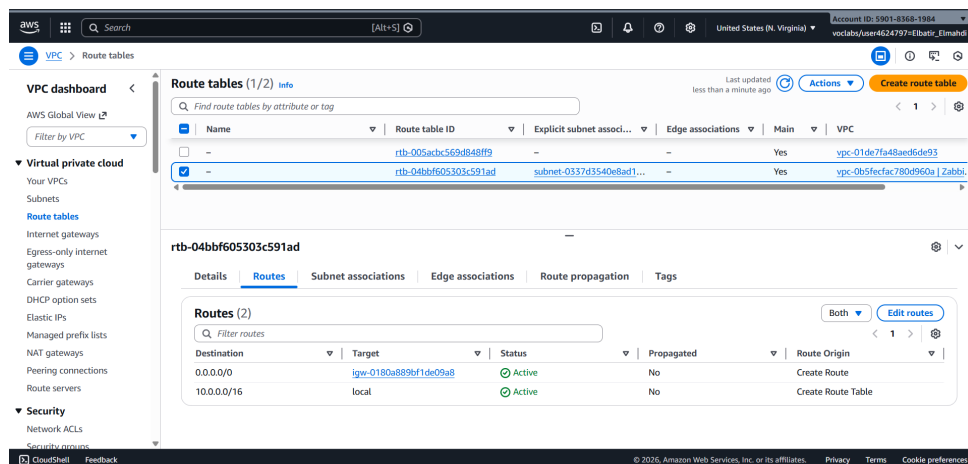 aws
Search [Alt+S] United States (N. Virginia) Account ID: 5901-8368-1984
voclabs/user4624797=Elbatir_Elmahdi
VPC > Route tables
VPC dashboard
AWS Global View
Filter by VPC
Virtual private cloud
Your VPCs
Subnets
Route tables
Internet gateways
Egress-only internet
gateways
Carrier gateways
DHCP option sets
Elastic IPs
Managed prefix lists
NAT gateways
Peering connections
Route servers
Security
Network ACLs
Security groups
Route tables (1/2) Info
Last updated
less than a minute ago
Actions
Create route table
Find route tables by attribute or tag
1
Name Route table ID Explicit subnet associ... Edge associations Main VPC
– rtb-005acbc569d848ff9 – – Yes vpc-01de7fa48aed6de93
– rtb-04bbf605303c591ad subnet-0337d3540e8ad1... – Yes vpc-0b5fecfac780d960a | Zabbi.
rtb-04bbf605303c591ad
Details Routes Subnet associations Edge associations Route propagation Tags
Routes (2)
Both
Edit routes
Filter routes
1
Destination Target Status Propagated Route Origin
0.0.0.0/0 igw-0180a889bf1de09a8 Active No Create Route
10.0.0.0/16 local Active No Create Route Table
CloudShell Feedback © 2026, Amazon Web Services, Inc. or its affiliates. Privacy Terms Cookie preferences